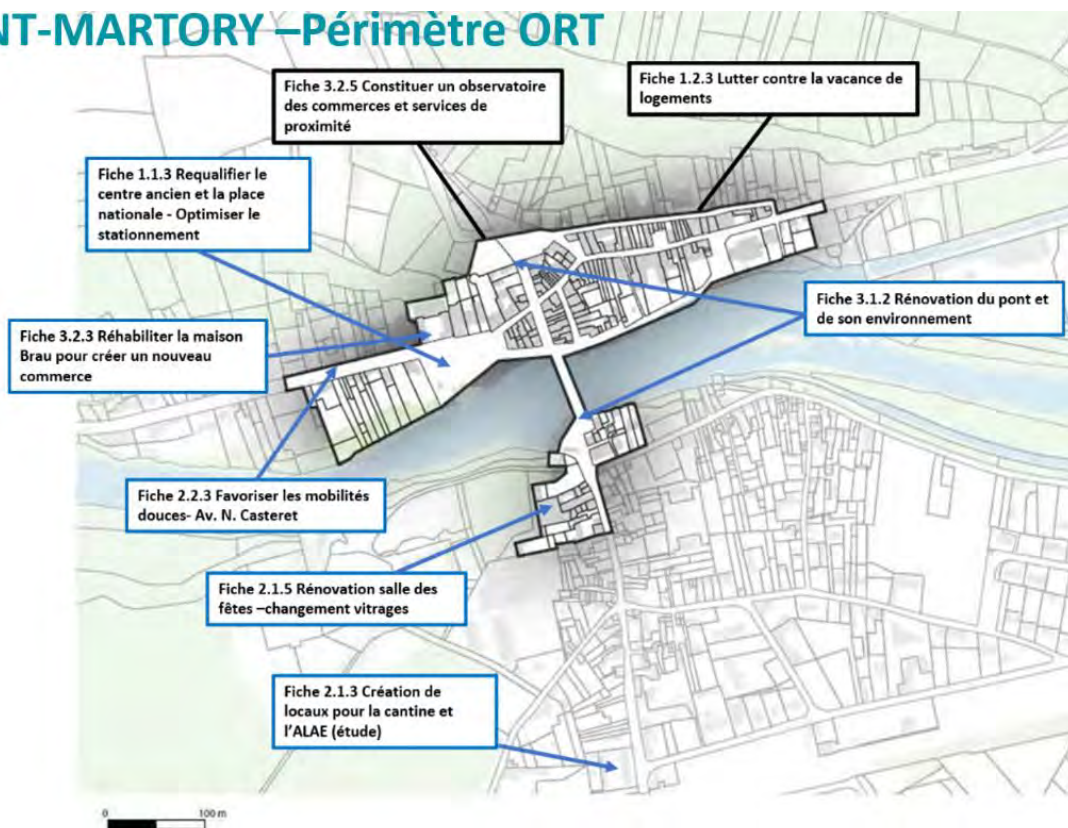 NT-MARTORY –Périmètre ORT
Fiche 3.2.5 Constituer un observatoire
des commerces et services de
proximité
Fiche 1.2.3 Lutter contre la vacance de
logements
Fiche 1.1.3 Requalifier le
centre ancien et la place
nationale - Optimiser le
stationnement
Fiche 3.1.2 Rénovation du pont et
de son environnement
Fiche 3.2.3 Réhabiliter la maison
Brau pour créer un nouveau
commerce
Fiche 2.2.3 Favoriser les mobilités
douces- Av. N. Casteret
Fiche 2.1.5 Rénovation salle des
fêtes –changement vitrages
Fiche 2.1.3 Création de
locaux pour la cantine et
l'ALAE (étude)
0 100 m